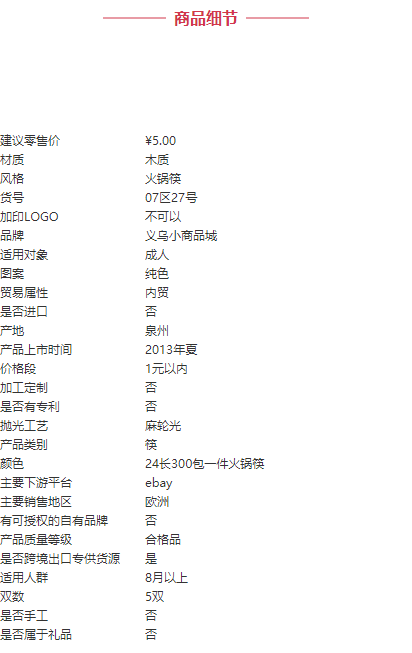 商品细节
建议零售价 ¥5.00
材质 木质
风格 火锅筷
货号 07区27号
加印LOGO 不可以
品牌 义乌小商品城
适用对象 成人
图案 纯色
贸易属性 内贸
是否进口 否
产地 泉州
产品上市时间 2013年夏
价格段 1元以内
加工定制 否
是否有专利 否
抛光工艺 麻轮光
产品类别 筷
颜色 24长300包一件火锅筷
主要下游平台 ebay
主要销售地区 欧洲
有可授权的自有品牌 否
产品质量等级 合格品
是否跨境出口专供货源 是
适用人群 8月以上
双数 5双
是否手工 否
是否属于礼品 否